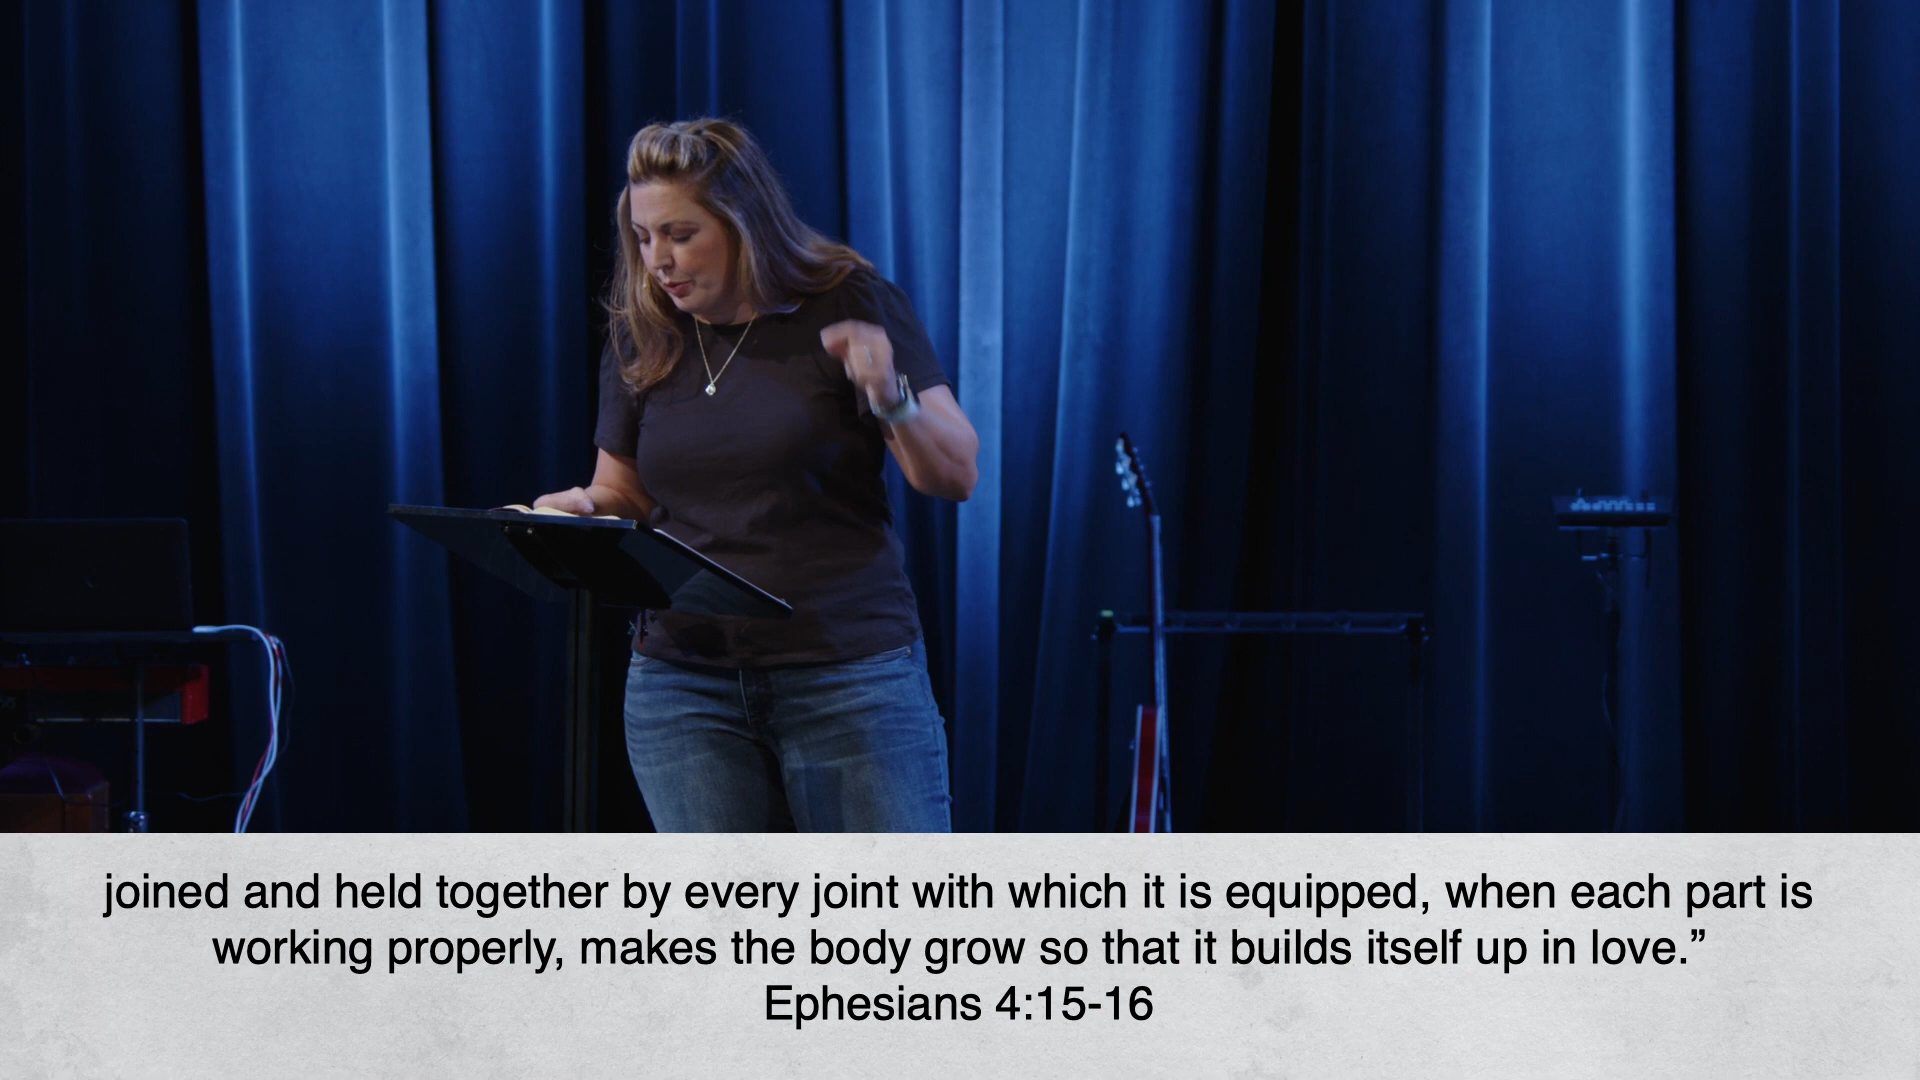 joined and held together by every joint with which it is equipped, when each part is
working properly, makes the body grow so that it builds itself up in love.”
Ephesians 4:15-16